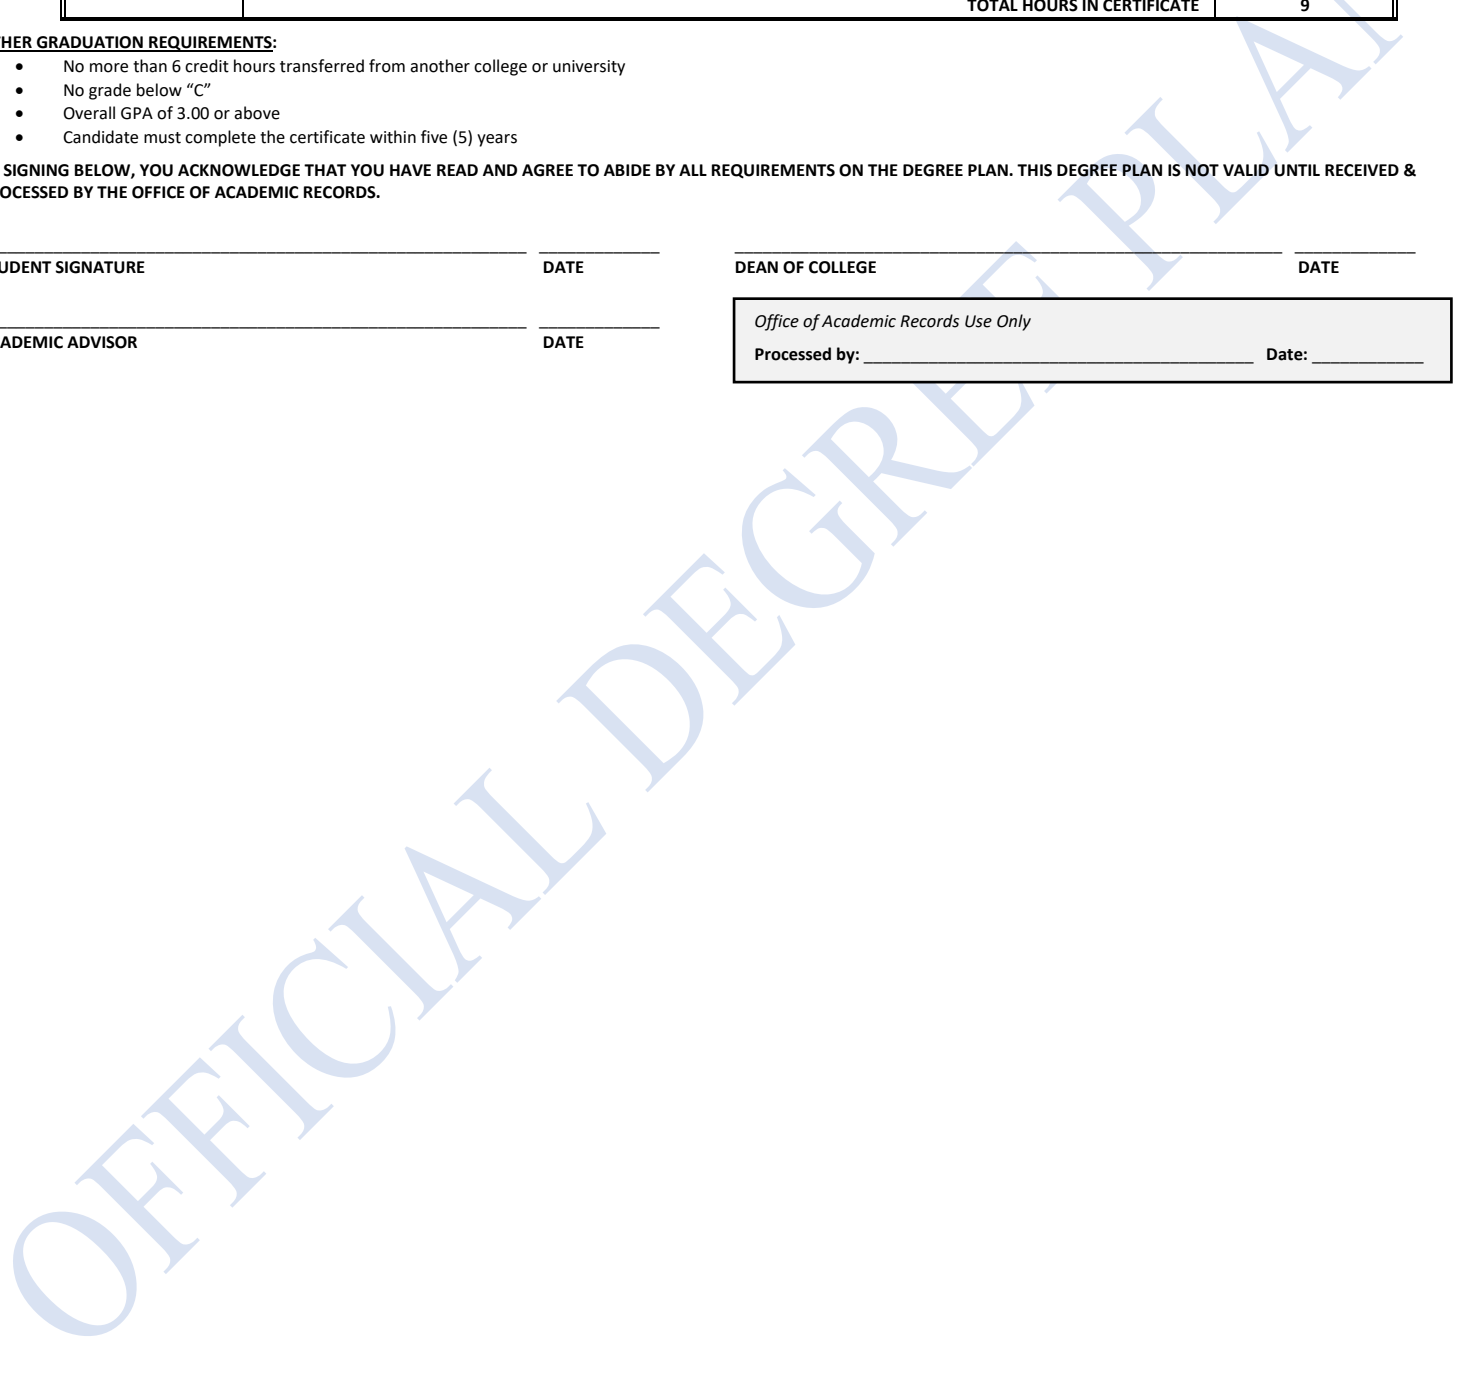 TOTAL HOURS IN CERTIFICATE 9
HER GRADUATION REQUIREMENTS:
• No more than 6 credit hours transferred from another college or university
• No grade below “C”
• Overall GPA of 3.00 or above
• Candidate must complete the certificate within five (5) years
SIGNING BELOW, YOU ACKNOWLEDGE THAT YOU HAVE READ AND AGREE TO ABIDE BY ALL REQUIREMENTS ON THE DEGREE PLAN. THIS DEGREE PLAN IS NOT VALID UNTIL RECEIVED &
OCESSED BY THE OFFICE OF ACADEMIC RECORDS.
UDENT SIGNATURE DATE DEAN OF COLLEGE DATE
Office of Academic Records Use Only
ADEMIC ADVISOR DATE
Processed by: ____________________ Date: ____________
OFFICIAL DEGREE PLAN